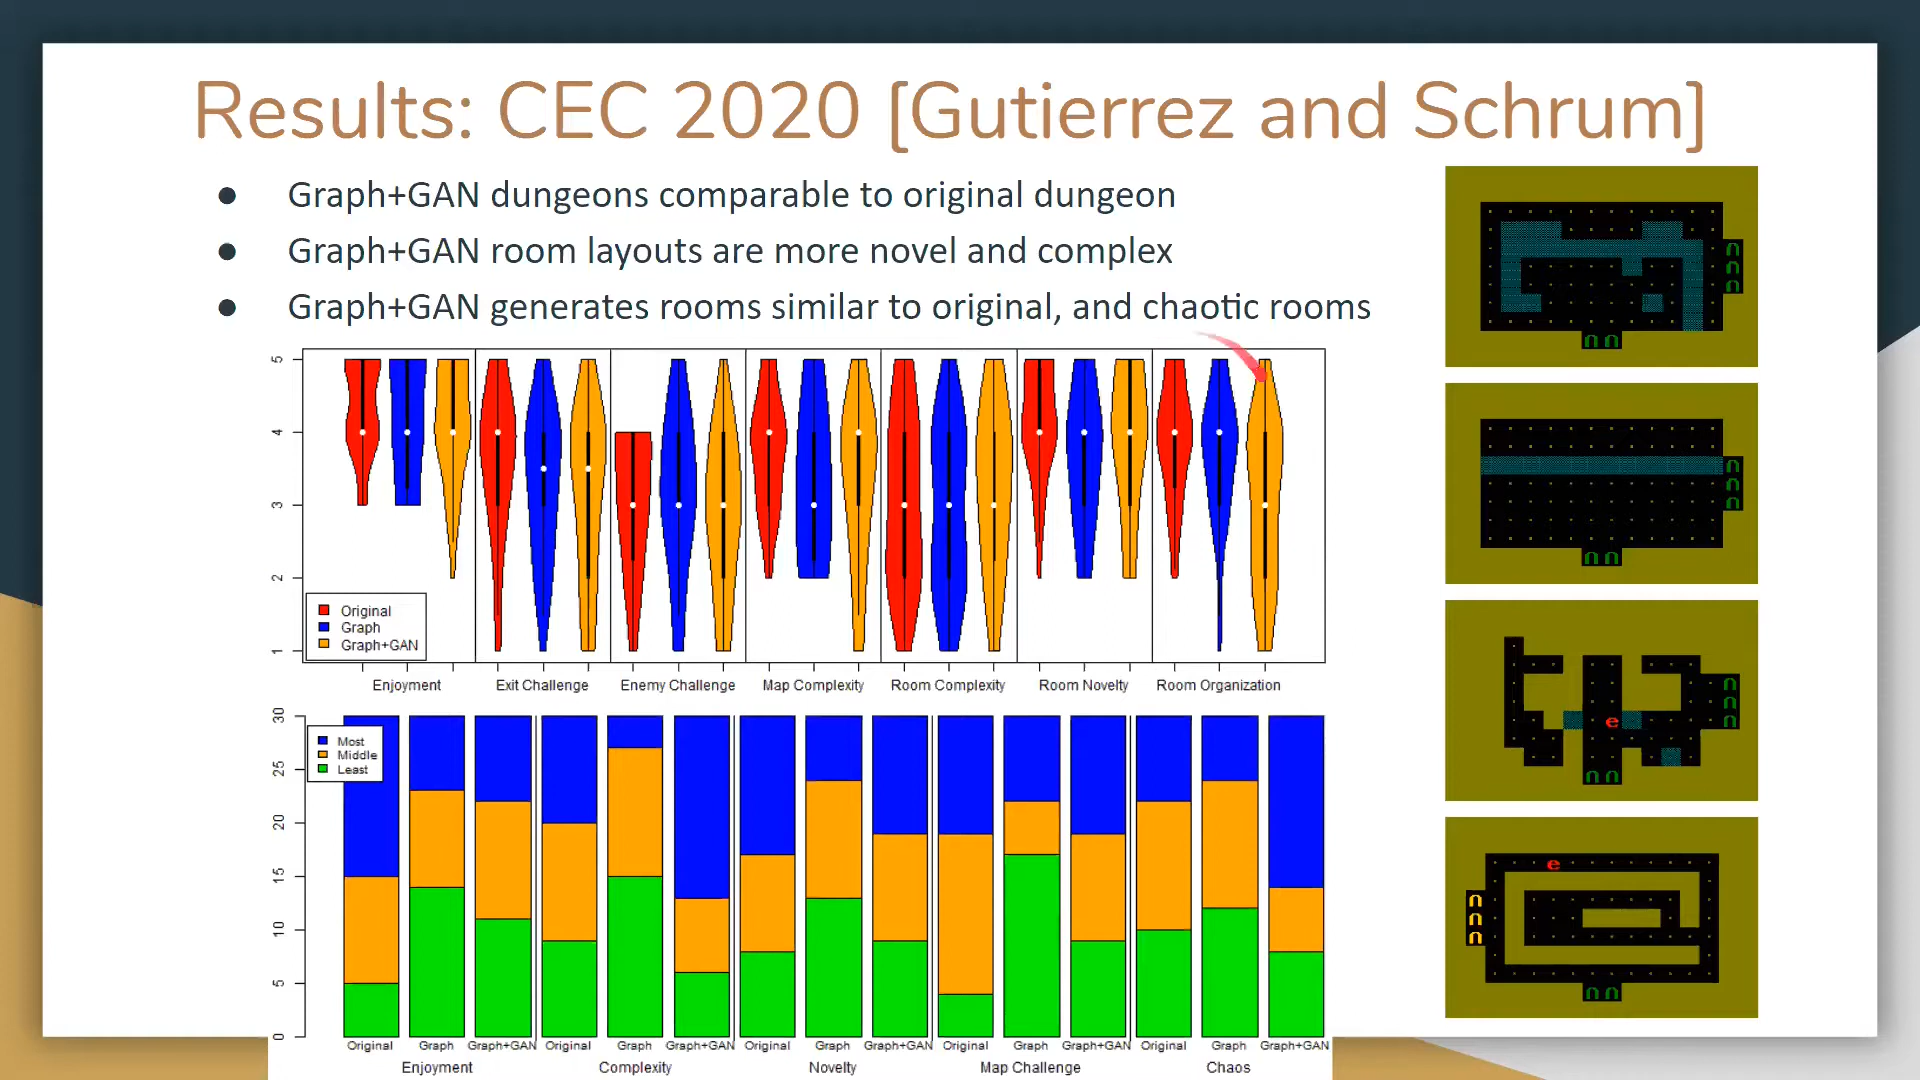 Results: CEC 2020 [Gutierrez and Schrum]
● Graph+GAN dungeons comparable to original dungeon
● Graph+GAN room layouts are more novel and complex
● Graph+GAN generates rooms similar to original, and chaotic rooms
5
4
3
2
1
Original
Graph
Graph+GAN
Enjoyment Exit Challenge Enemy Challenge Map Complexity Room Complexity Room Novelty Room Organization
30
25
20
15
10
5
0
Most
Middle
Least
Original Graph Graph+GAN Original Graph Graph+GAN Original Graph Graph+GAN Original Graph Graph+GAN Original Graph Graph+GAN
Enjoyment Complexity Novelty Map Challenge Chaos
n
n
n
n n
n
n
n
n n
n
n
e n
n n
e
n
n
n
n n